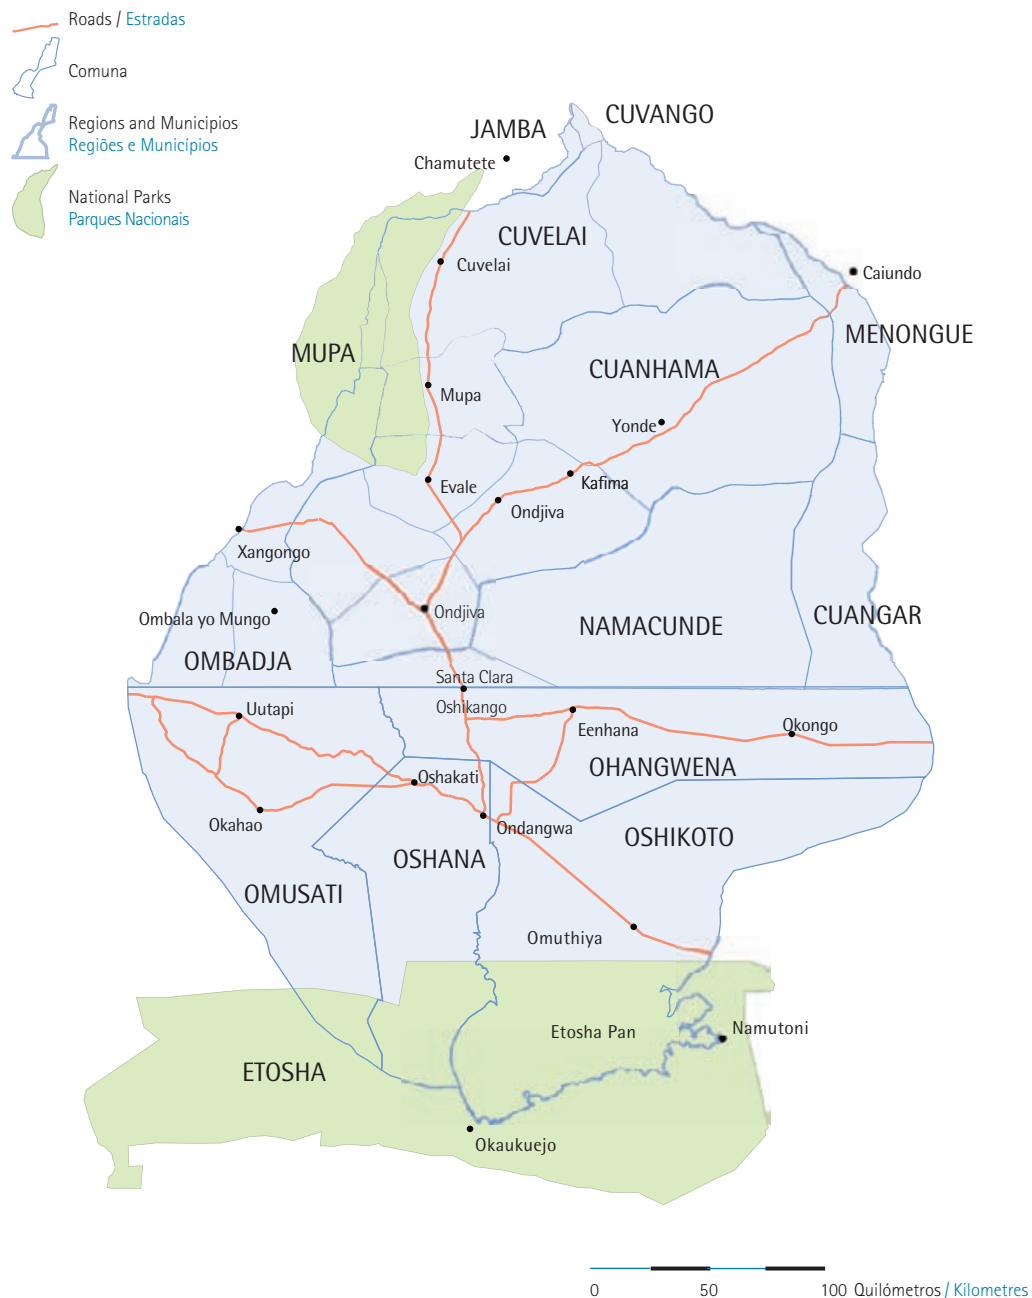 Roads / Estradas
Comuna
Regions and Municipios
Regiões e Municípios
National Parks
Parques Nacionais
CUVANGO
JAMBA
Chamutete
CUVELAI
Cuvelai
Caiundo
MENONGUE
MUPA
CUANHAMA
Mupa
Yonde
Evale
Kafima
Ondjiva
Xangongo
Ombala yo Mungo
Ondjiva
CUANGAR
NAMACUNDE
OMBADJA
Santa Clara
Oshikango
Uutapi
Eenhana
Okongo
OHANGWENA
Oshakati
Okahao
Ondangwa
OSHIKOTO
OSHANA
OMUSATI
Omuthiya
Etosha Pan
Namutoni
ETOSHA
Okaukuejo
0 50 100 Quilómetros / Kilometres